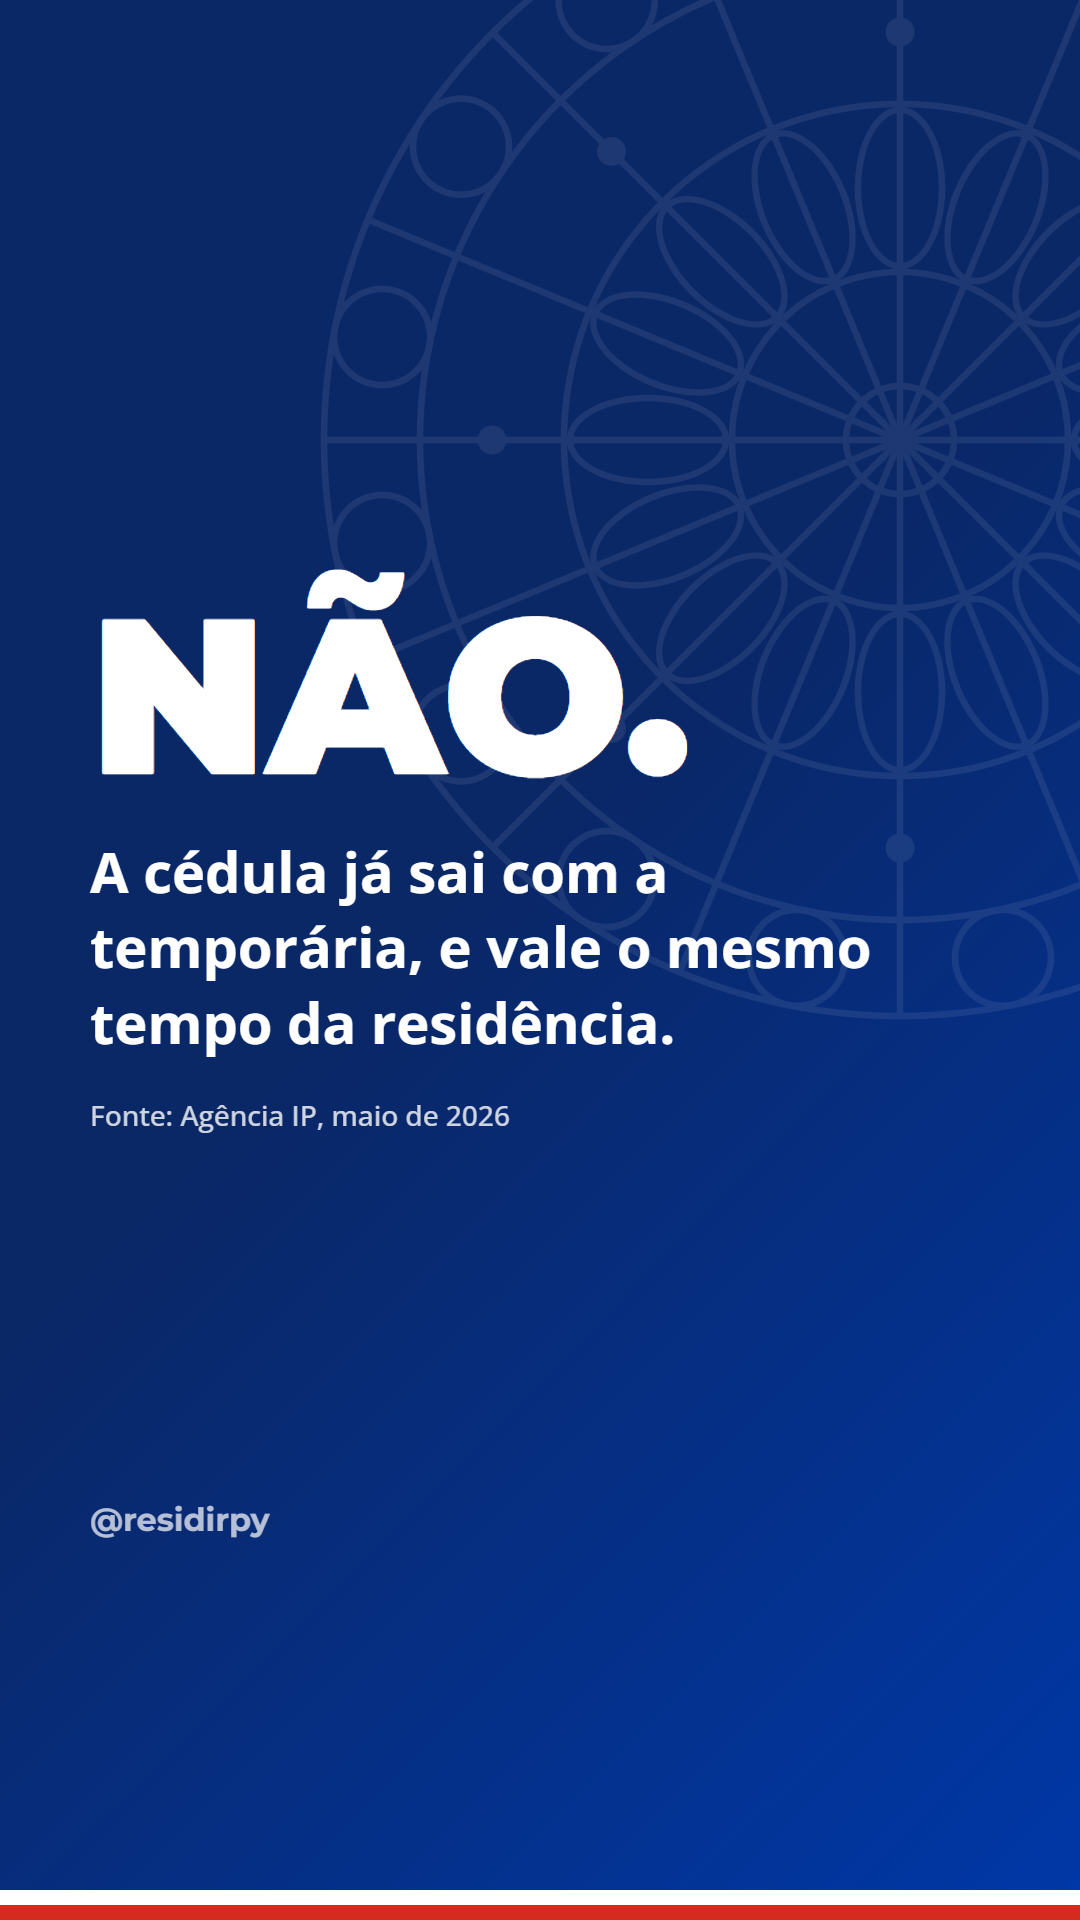 NÃO.
A cédula já sai com a
temporária, e vale o mesmo
tempo da residência.
Fonte: Agência IP, maio de 2026
@residirpy